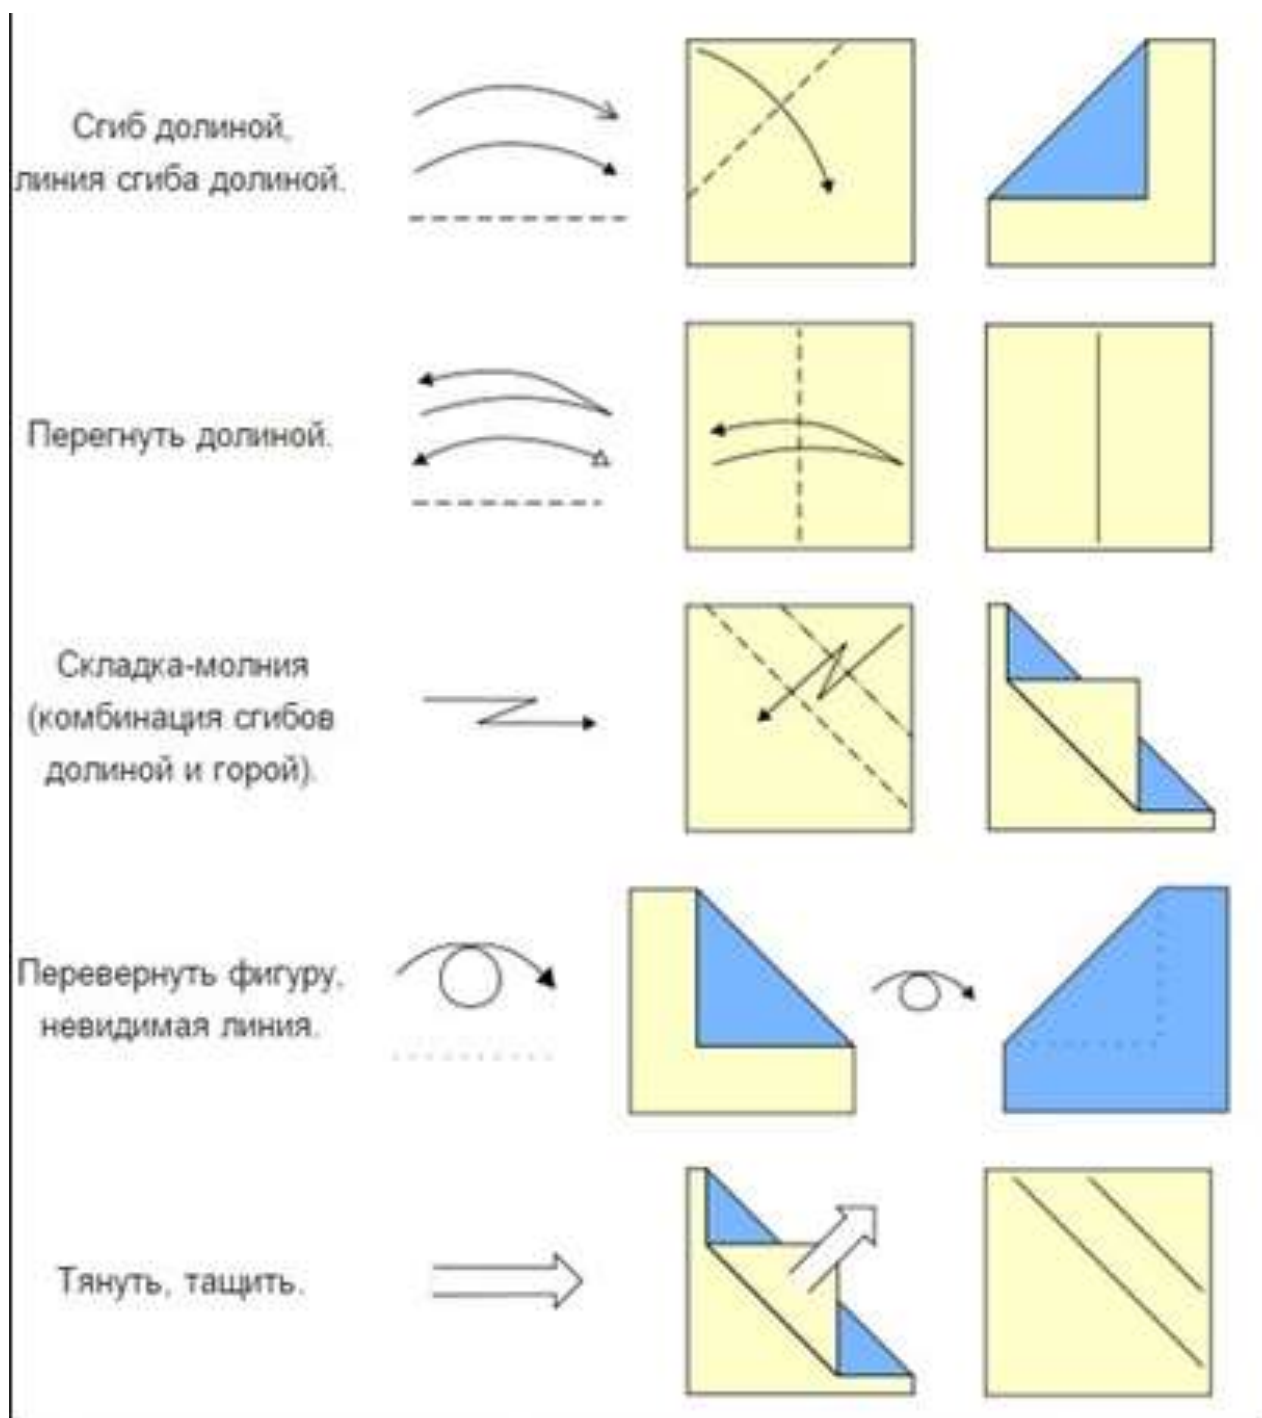 Сгиб долиной,
линия сгиба долиной.
Перегнуть долиной.
Складка-молния
(комбинация сгибов
долиной и горой).
Перевернуть фигуру,
невидимая линия.
Тянуть, тащить.